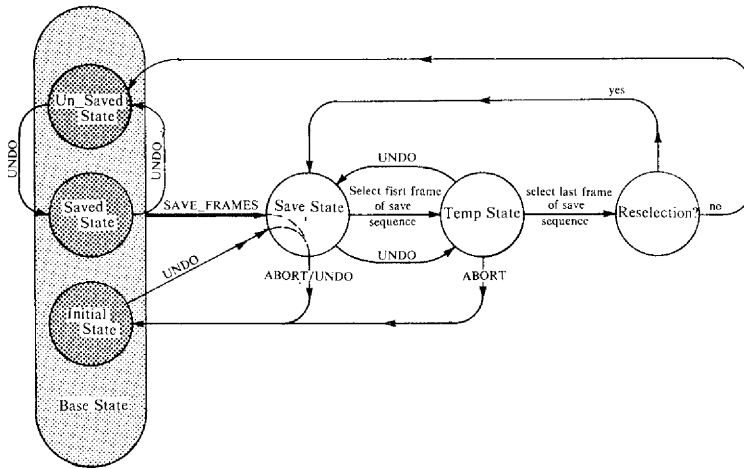 yes
Un_Saved
State
UNDO
UNDO
UNDO
Saved
State
SAVE_FRAMES
Save State
Select fisrt frame
of save
sequence
Temp State
select last frame
of save
sequence
Reselection?
no
UNDO
UNDO
ABORT/UNDO
ABORT
Initial
State
Base State